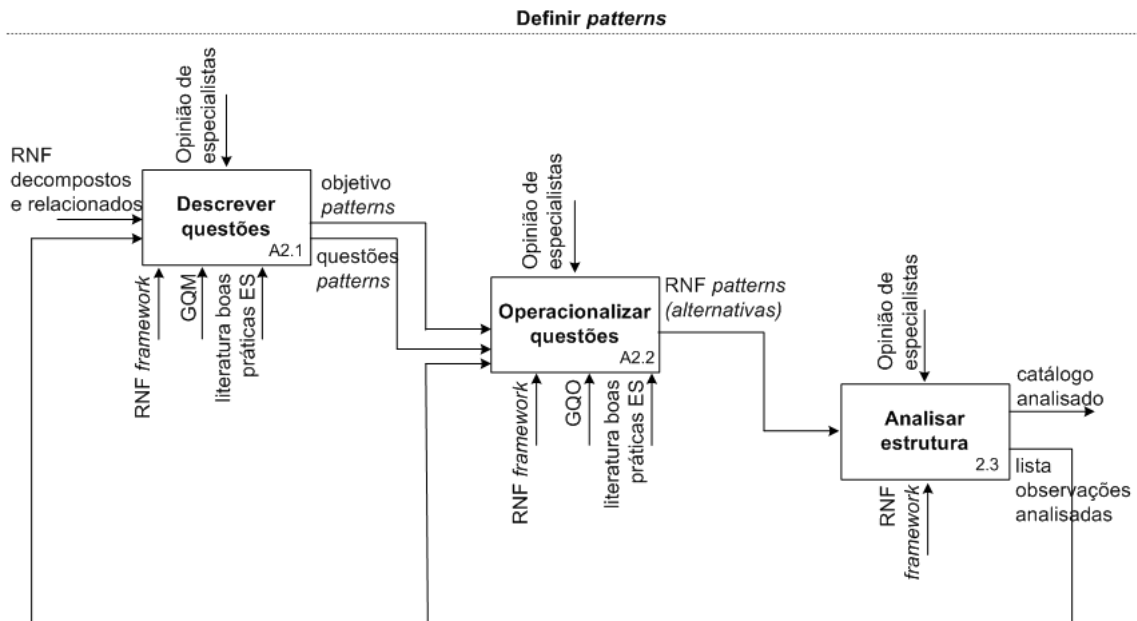 Definir patterns
Opinião de
especialistas
RNF
decompostos
e relacionados
Descrever
questões
A2.1
objetivo
patterns
questões
patterns
RNF framework
GQM
literatura boas
práticas ES
Opinião de
especialistas
Operacionalizar
questões
A2.2
RNF patterns
(alternativas)
RNF framework
GQO
literatura boas
práticas ES
Opinião de
especialistas
Analisar
estrutura
2.3
catálogo
analisado
lista
observações
analisadas
RNF
framework